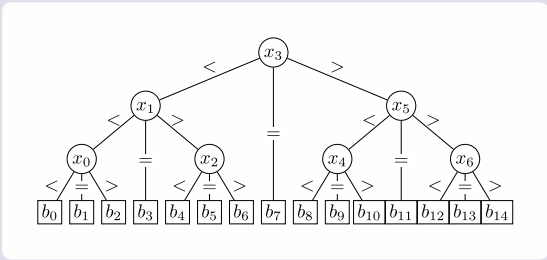 x₃
< >
x₁ x₅
< > = < >
x₀ = x₂ x₄ = x₆
< = > < = > < = > < = >
b₀ b₁ b₂ b₃ b₄ b₅ b₆ b₇ b₈ b₉ b₁₀ b₁₁ b₁₂ b₁₃ b₁₄